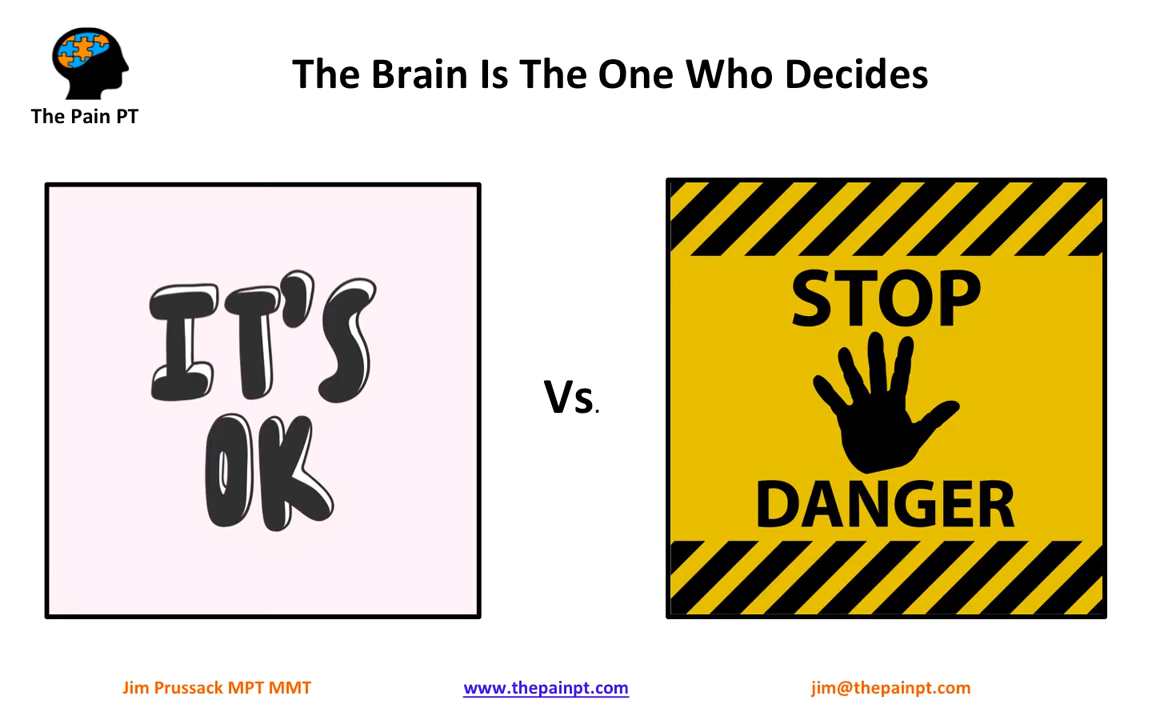 The Brain Is The One Who Decides
The Pain PT
IT'S
OK
Vs.
STOP
DANGER
Jim Prussack MPT MMT
www.thepainpt.com
jim@thepainpt.com